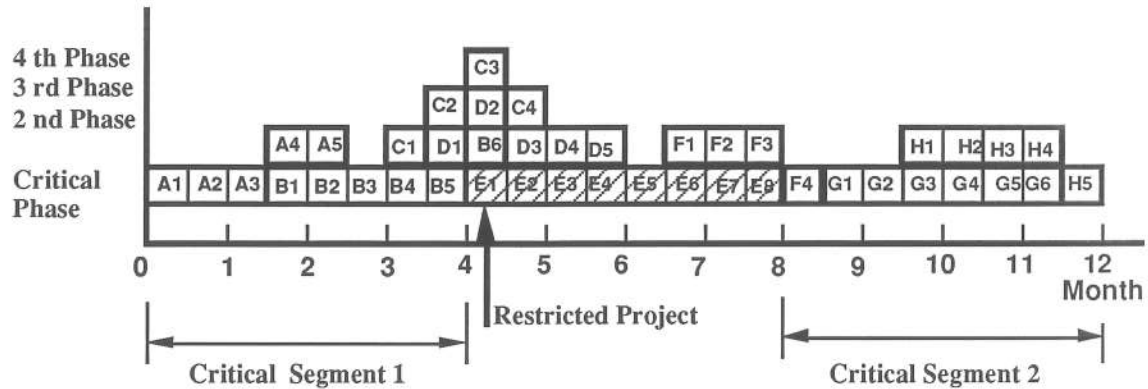 4 th Phase C3
3 rd Phase C2 D2 C4
2 nd Phase A4 A5 C1 D1 B6 D3 D4 D5 F1 F2 F3 H1 H2 H3 H4
Critical Phase A1 A2 A3 B1 B2 B3 B4 B5 E1 E2 E3 E4 E5 E6 E7 E8 F4 G1 G2 G3 G4 G5 G6 H5
0 1 2 3 4 5 6 7 8 9 10 11 12
Month
Restricted Project
Critical Segment 1 Critical Segment 2